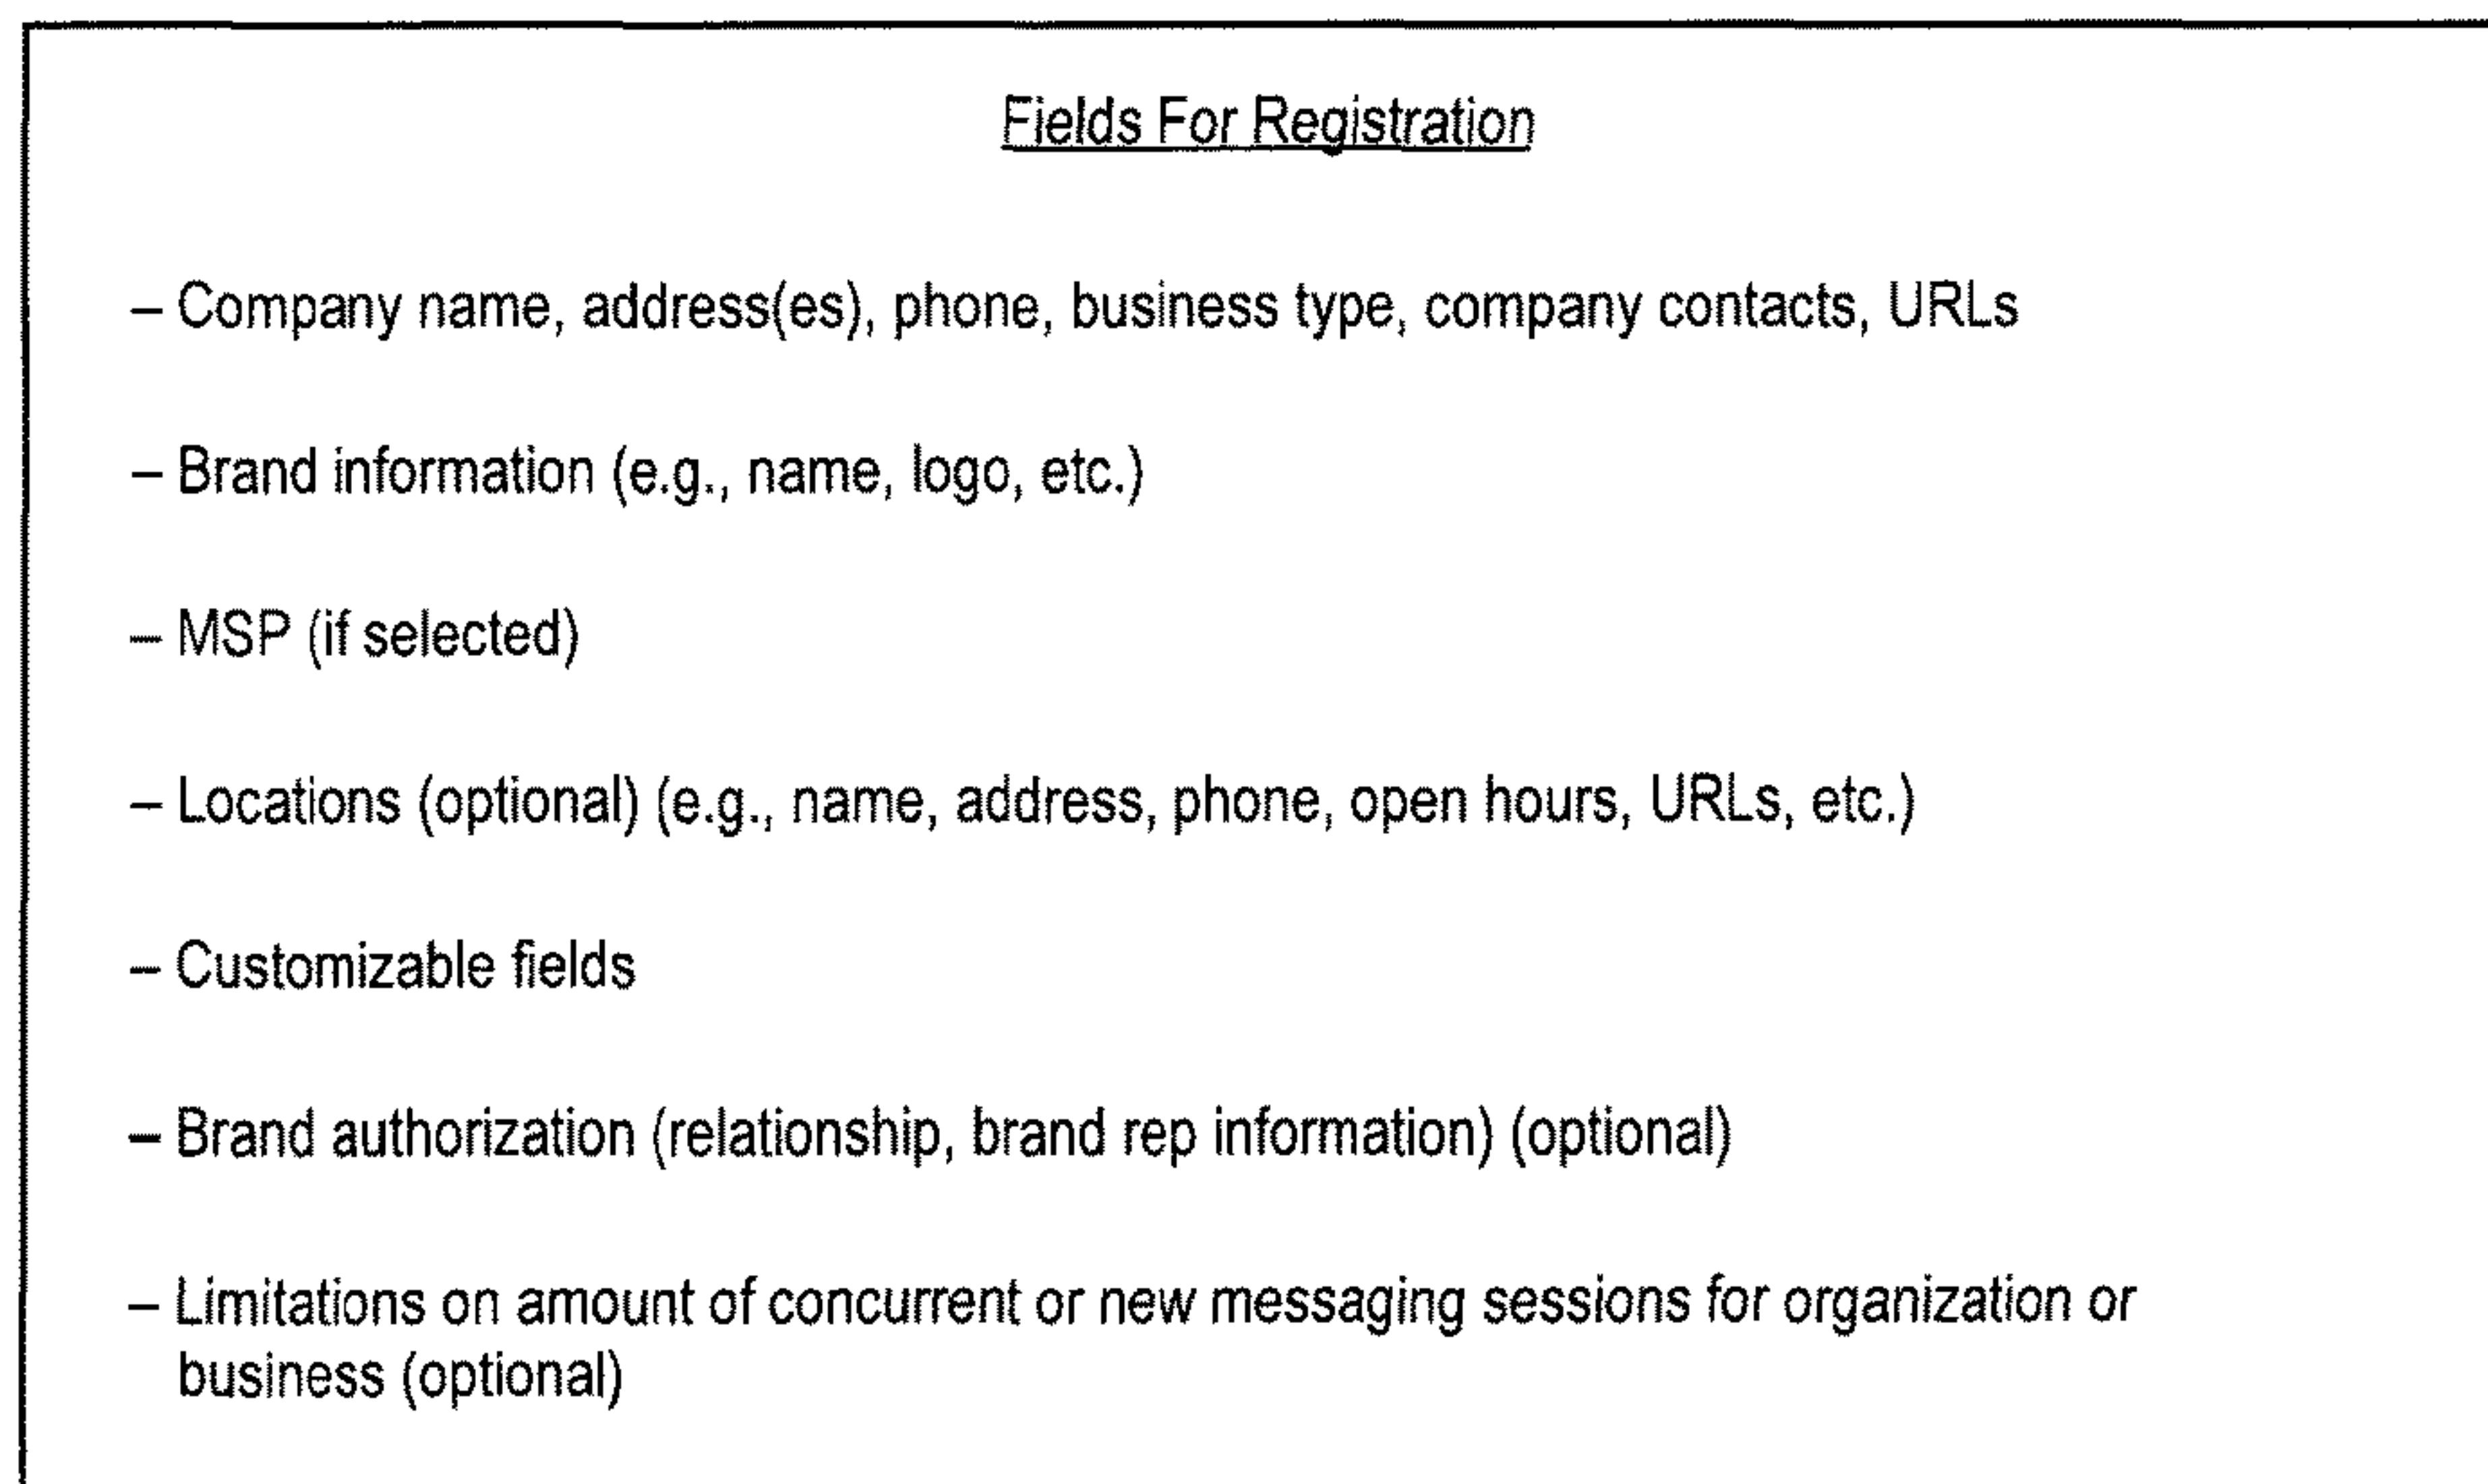 Fields For Registration
– Company name, address(es), phone, business type, company contacts, URLs
– Brand information (e.g., name, logo, etc.)
– MSP (if selected)
– Locations (optional) (e.g., name, address, phone, open hours, URLs, etc.)
– Customizable fields
– Brand authorization (relationship, brand rep information) (optional)
– Limitations on amount of concurrent or new messaging sessions for organization or
business (optional)